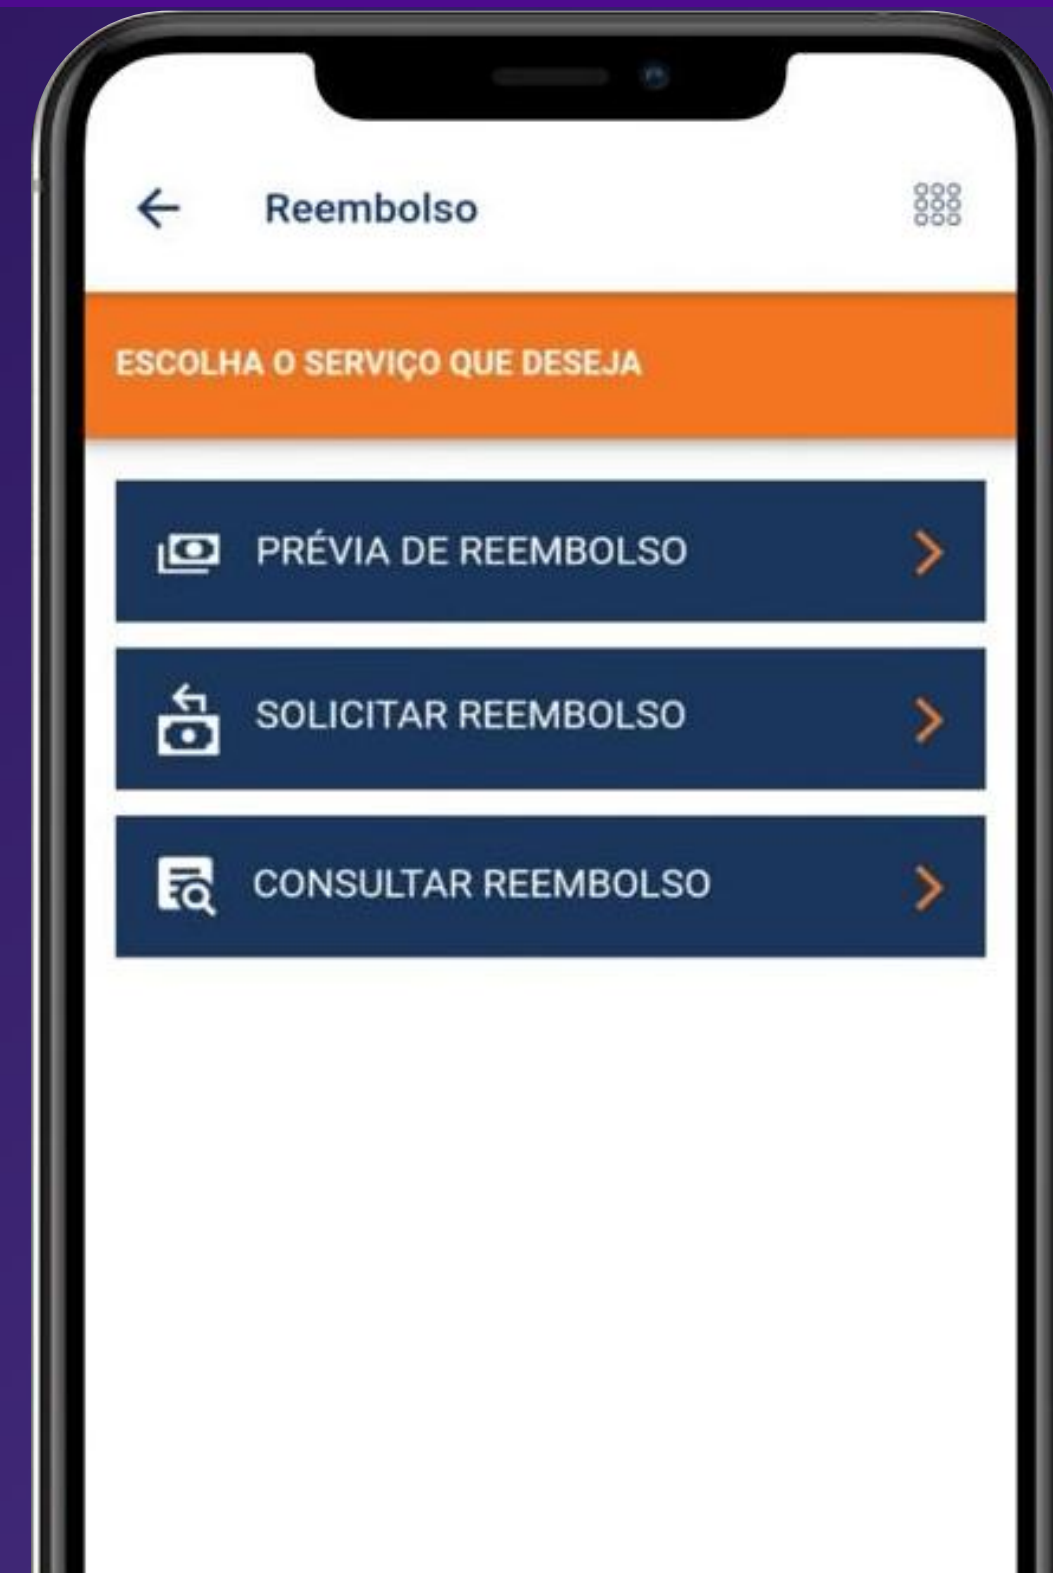 Reembolso
ESCOLHA O SERVIÇO QUE DESEJA
PRÉVIA DE REEMBOLSO
SOLICITAR REEMBOLSO
CONSULTAR REEMBOLSO